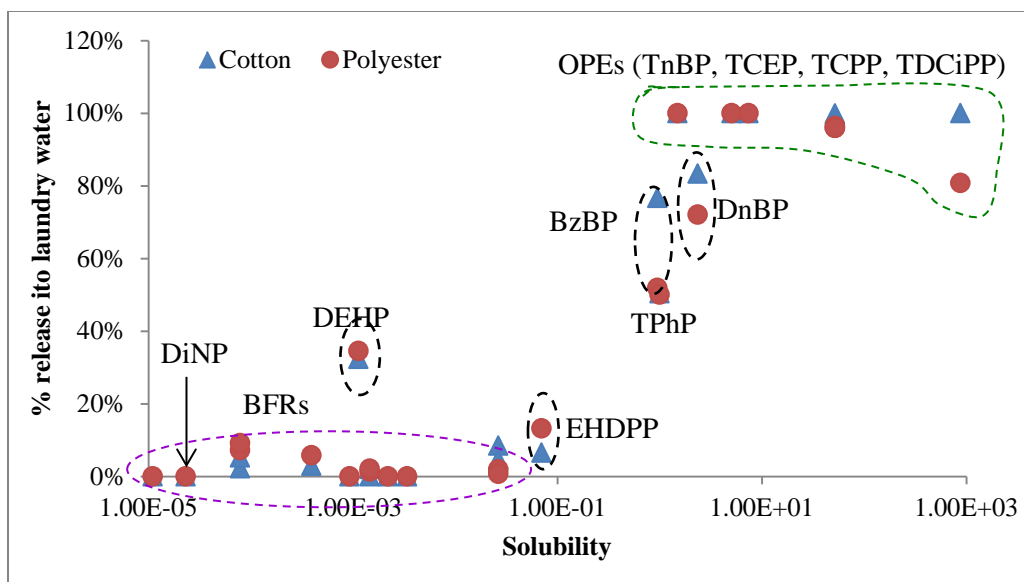 120%
Cotton
Polyester
OPEs (TnBP, TCEP, TCPP, TDCiPP)
100%
80%
BzBP
DnBP
60%
TPhP
40%
DEHP
DiNP
20%
BFRs
EHDPP
0%
1.00E-05
1.00E-03
1.00E-01
1.00E+01
1.00E+03
% release ito laundry water
Solubility